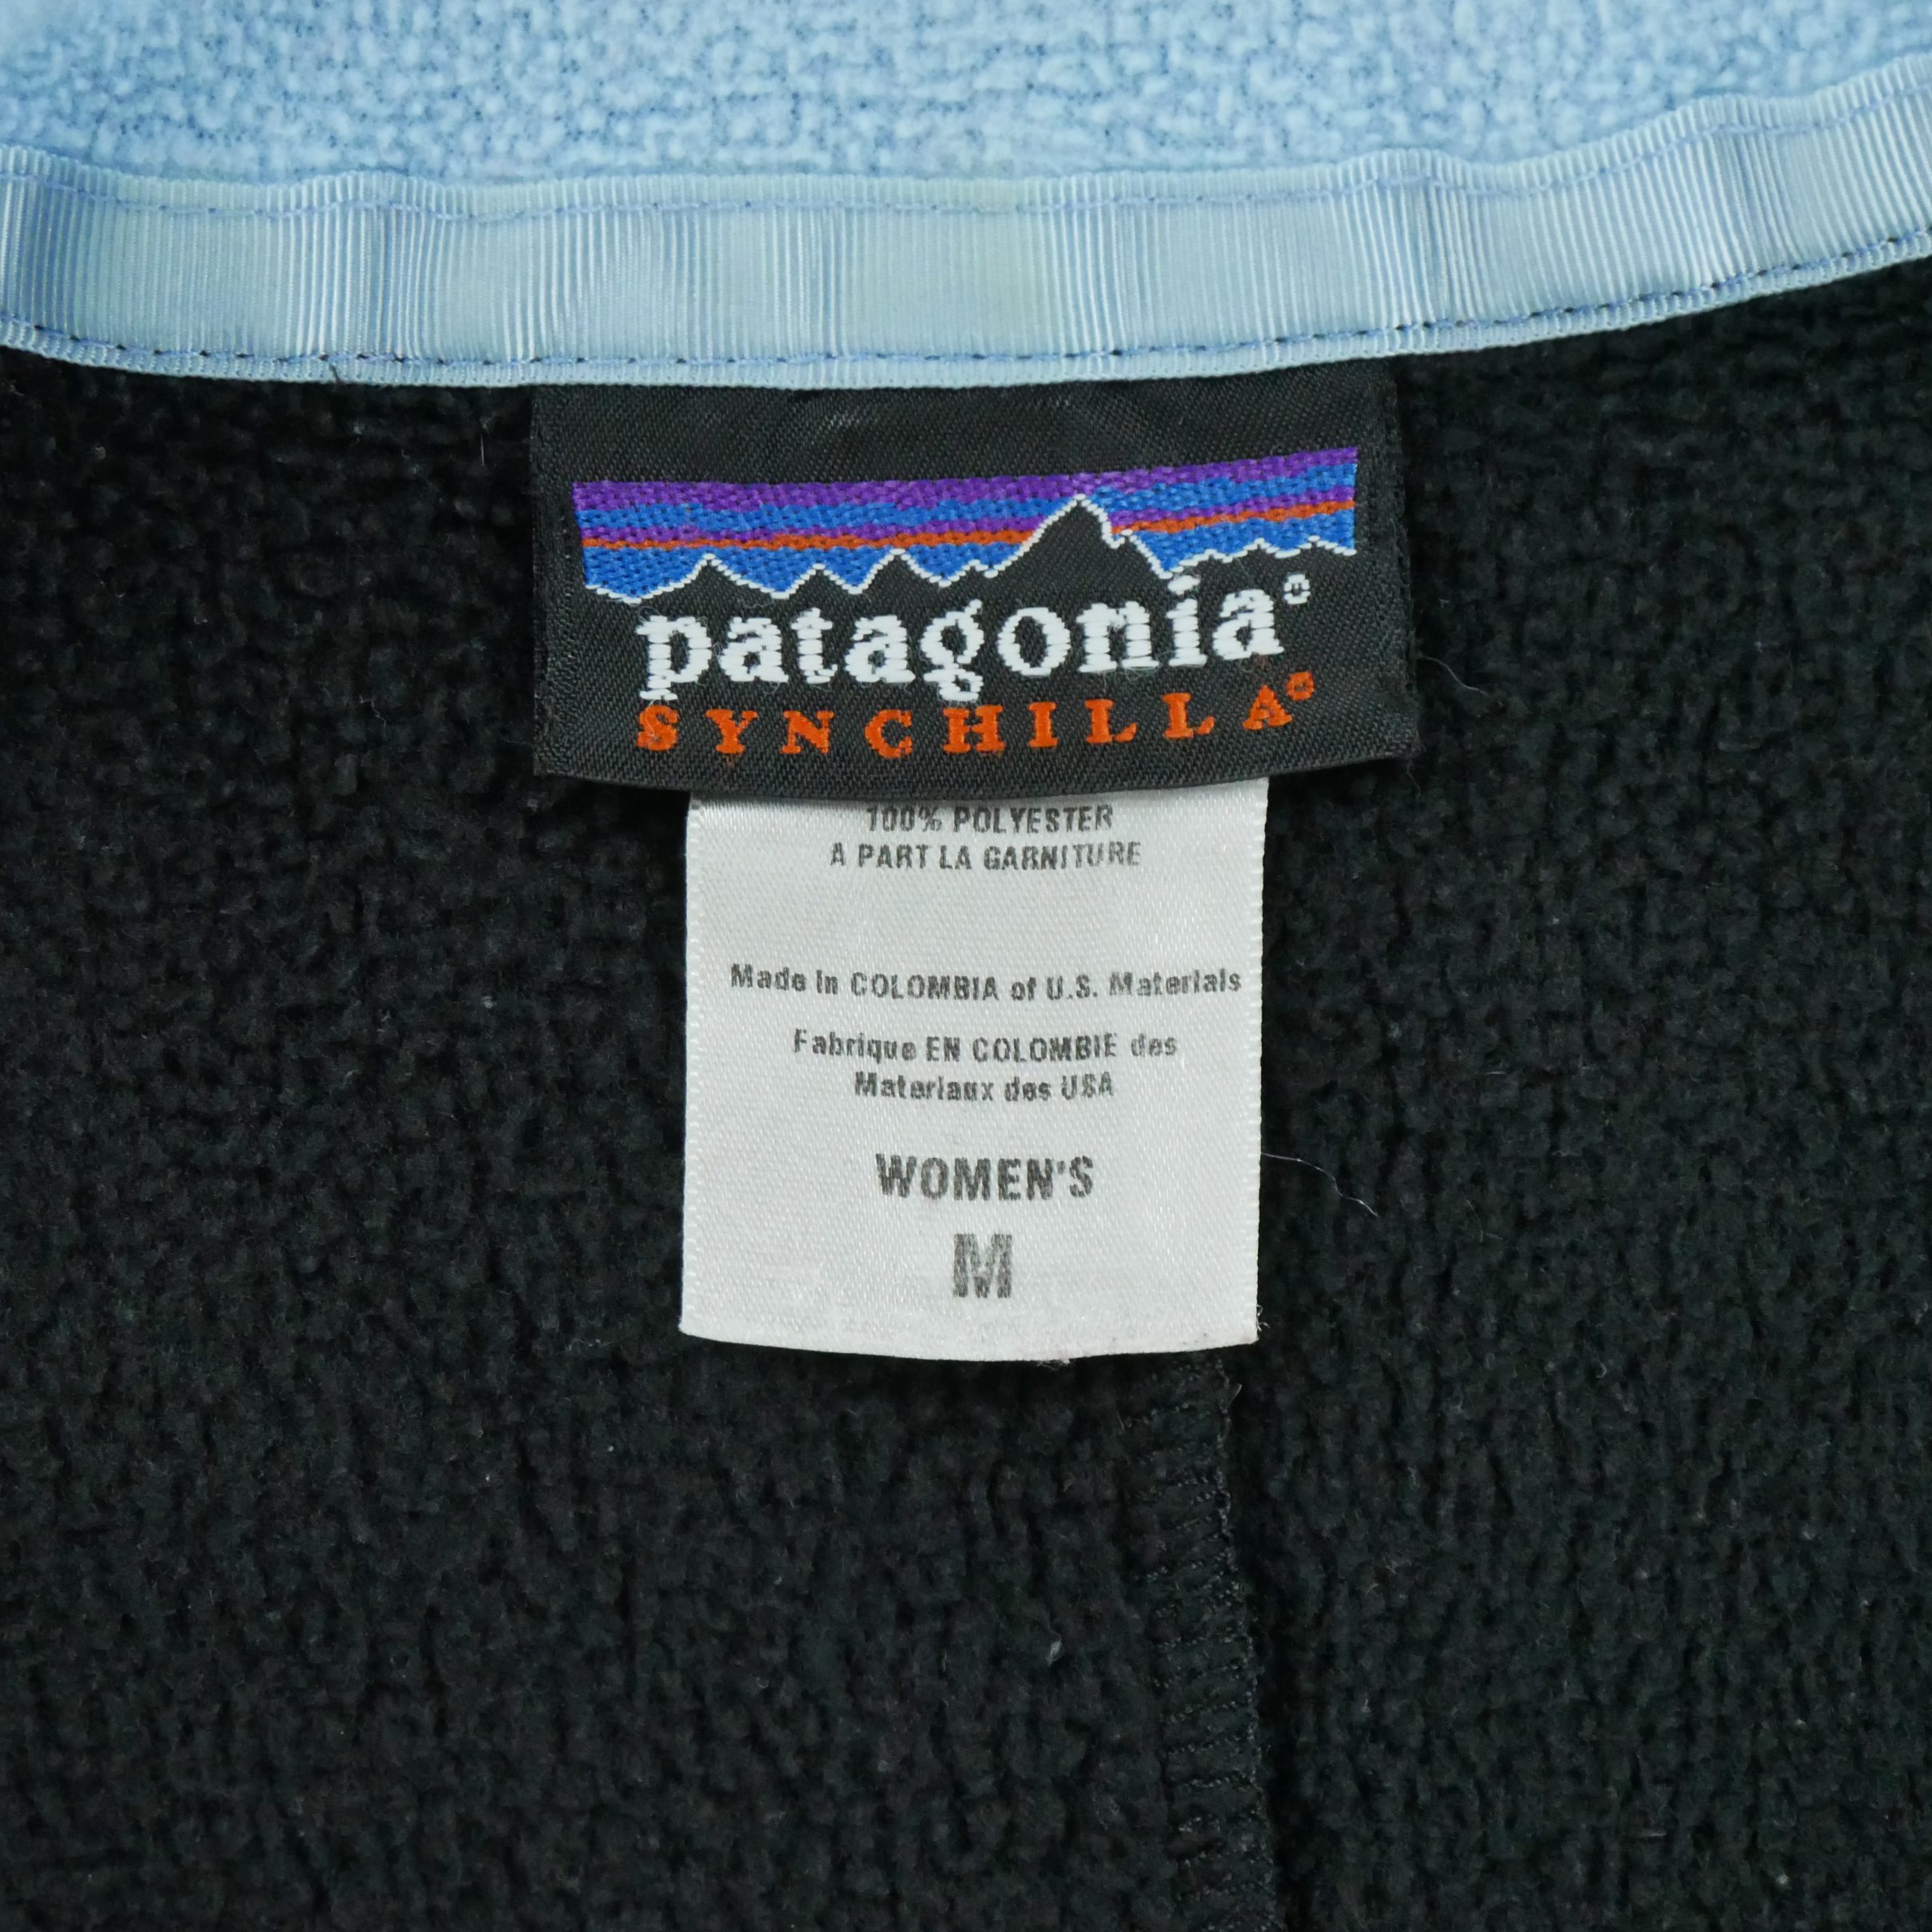 patagonia®
SYNCHILLA®
100% POLYESTER
A PART LA GARNITURE
Made in COLOMBIA of U.S. Materials
Fabrique EN COLOMBIE des
Materiaux des USA
WOMEN'S
M